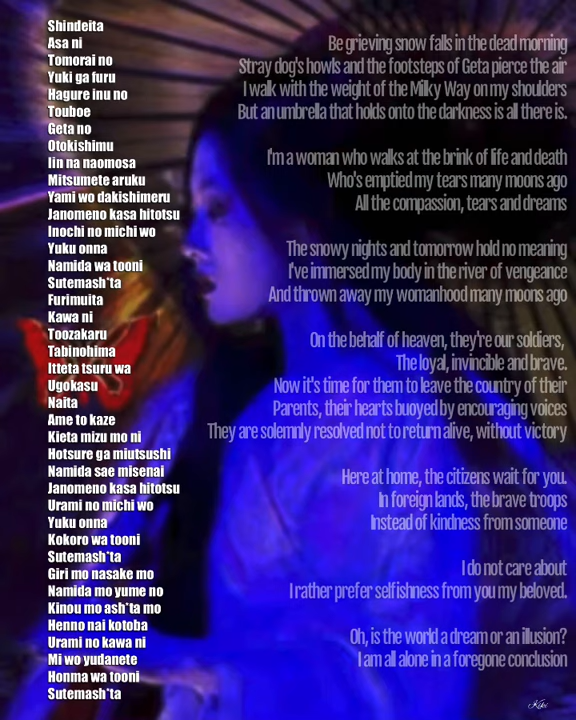 Shindeita
Asa ni
Tomorai no
Yuki ga furu
Hagure inu no
Touboe
Geta no
Otokishimu
Iin na naomosa
Mitsumete aruku
Yami wo dakishimeru
Janomeno kasa hitotsu
Inochi no michi wo
Yuku onna
Namida wa tooni
Sutemash*ta
Furimuita
Kawa ni
Toozakaru
Tabinohima
Itteta tsuru wa
Ugokasu
Naita
Ame to kaze
Kieta mizu mo ni
Hotsure ga miutsushi
Namida sae misenai
Janomeno kasa hitotsu
Urami no michi wo
Yuku onna
Kokoro wa tooni
Sutemash*ta
Giri mo nasake mo
Namida mo yume no
Kinou mo ash*ta mo
Henno nai kotoba
Urami no kawa ni
Mi wo yudanete
Honma wa tooni
Sutemash*ta
Be grieving snow falls in the dead morning
Stray dog's howls and the footsteps of Geta pierce the air
I walk with the weight of the Milky Way on my shoulders
But an umbrella that holds onto the darkness is all there is.
I'm a woman who walks at the brink of life and death
Who's emptied my tears many moons ago
All the compassion, tears and dreams
The snowy nights and tomorrow hold no meaning
I've immersed my body in the river of vengeance
And thrown away my womanhood many moons ago
On the behalf of heaven, they're our soldiers,
The loyal, invincible and brave.
Now it's time for them to leave the country of their
Parents, their hearts buoyed by encouraging voices
They are solemnly resolved not to return alive, without victory
Here at home, the citizens wait for you.
In foreign lands, the brave troops
Instead of kindness from someone
I do not care about
I rather prefer selfishness from you my beloved.
Oh, is the world a dream or an illusion?
I am all alone in a foregone conclusion